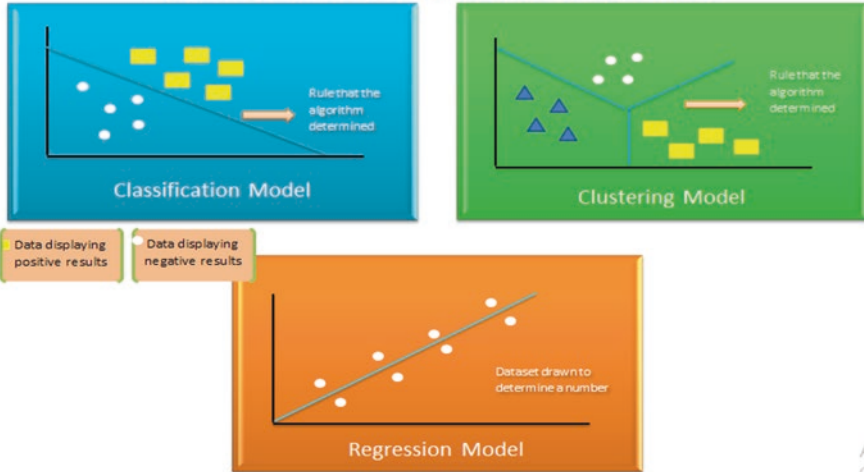 Rule that the
algorithm
determined
Classification Model
Rule that the
algorithm
determined
Clustering Model
Data displaying
positive results
Data displaying
negative results
Dataset drawn to
determine a number
Regression Model